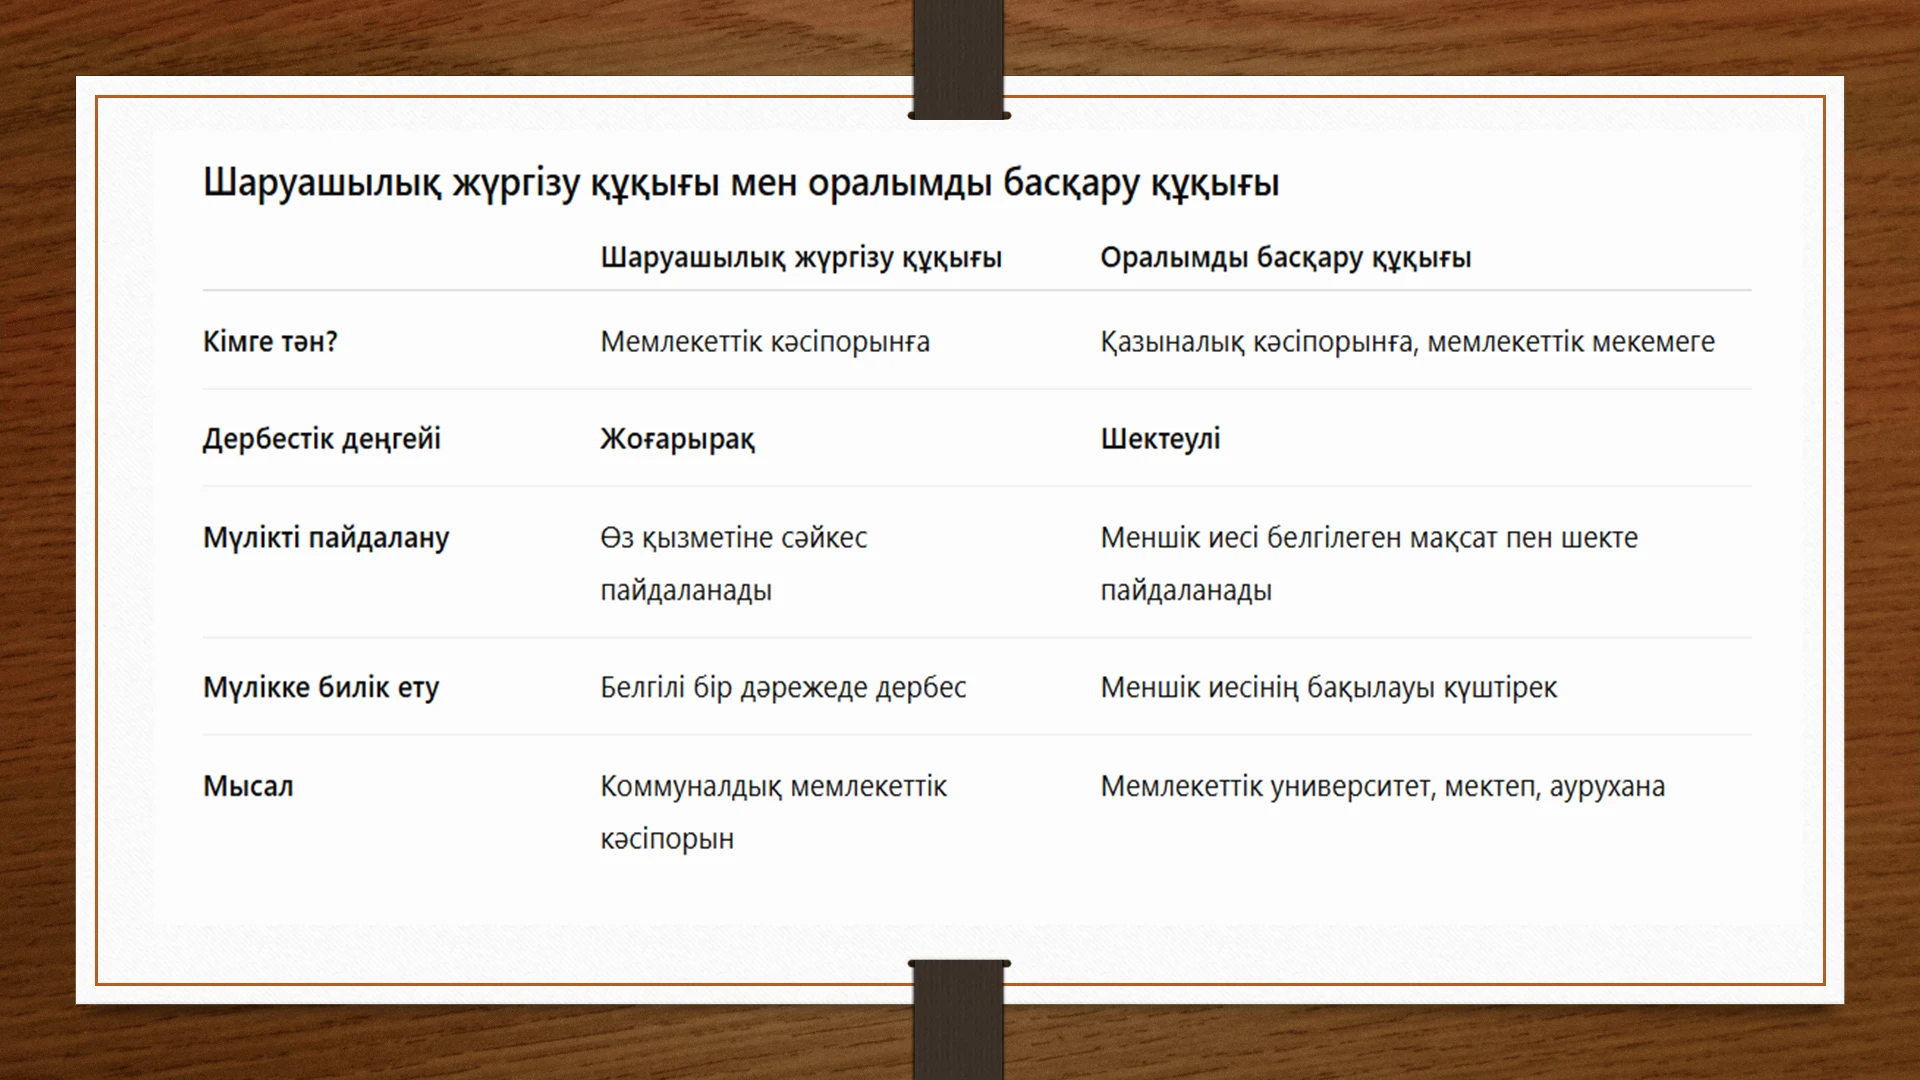 Шаруашылық жүргізу құқығы мен оралымды басқару құқығы
Шаруашылық жүргізу құқығы Оралымды басқару құқығы
Кімге тән? Мемлекеттік кәсіпорынға Қазыналық кәсіпорынға, мемлекеттік мекемеге
Дербестік деңгейі Жоғарырақ Шектеулі
Мүлікті пайдалану Өз қызметіне сәйкес Меншік иесі белгілеген мақсат пен шекте
пайдаланады пайдаланады
Мүлікке билік ету Белгілі бір дәрежеде дербес Меншік иесінің бақылауы күштірек
Мысал Коммуналдық мемлекеттік Мемлекеттік университет, мектеп, аурухана
кәсіпорын